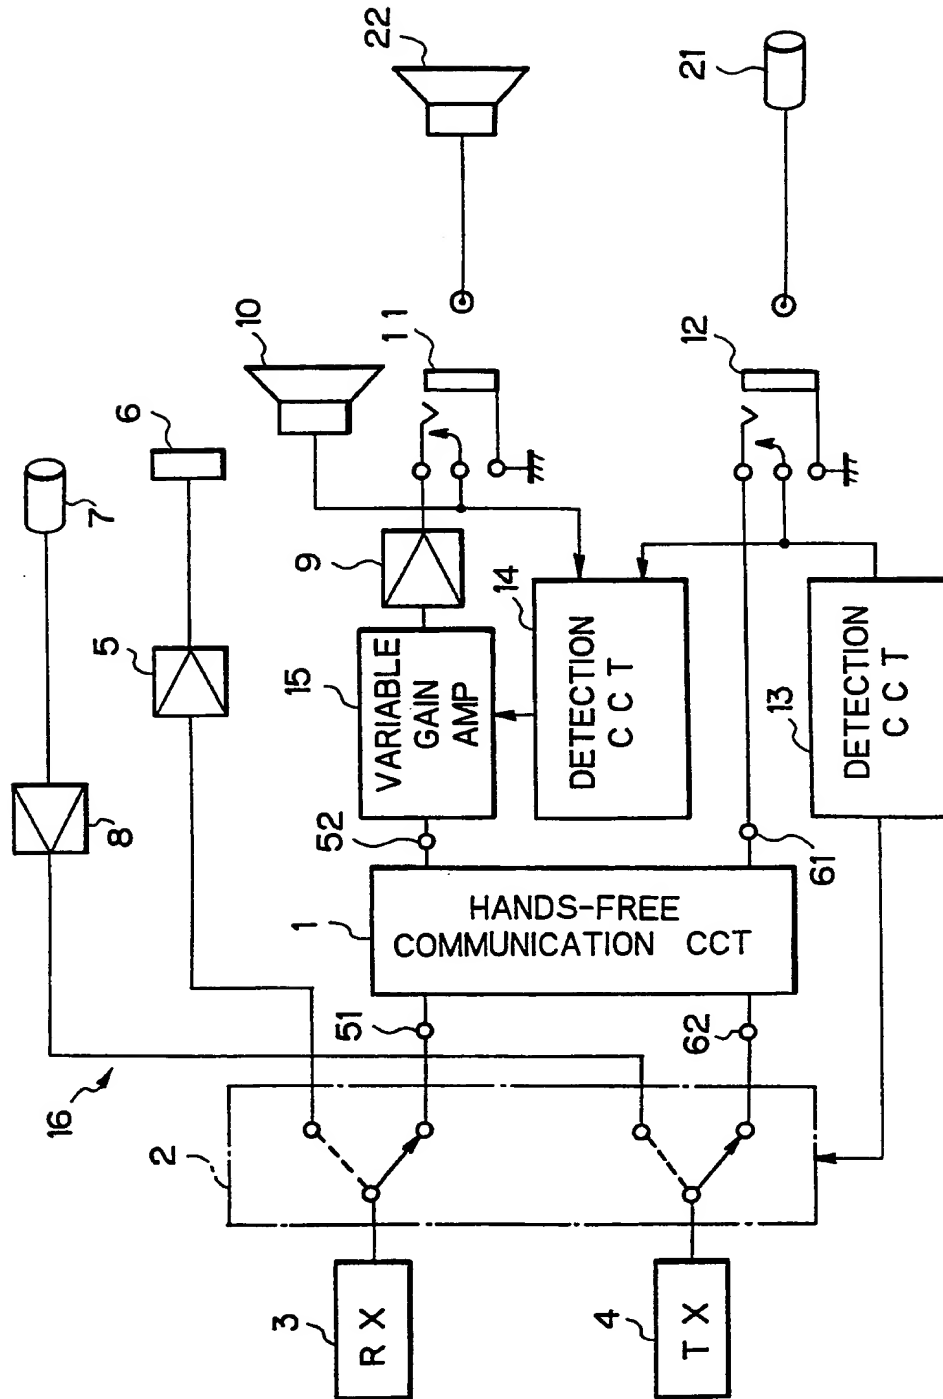 16
2
3
RX
4
TX
51
62
1
HANDS-FREE
COMMUNICATION CCT
52
61
8
5
7
6
15
VARIABLE
GAIN
AMP
9
10
14
DETECTION
CCT
13
DETECTION
CCT
11
12
22
21